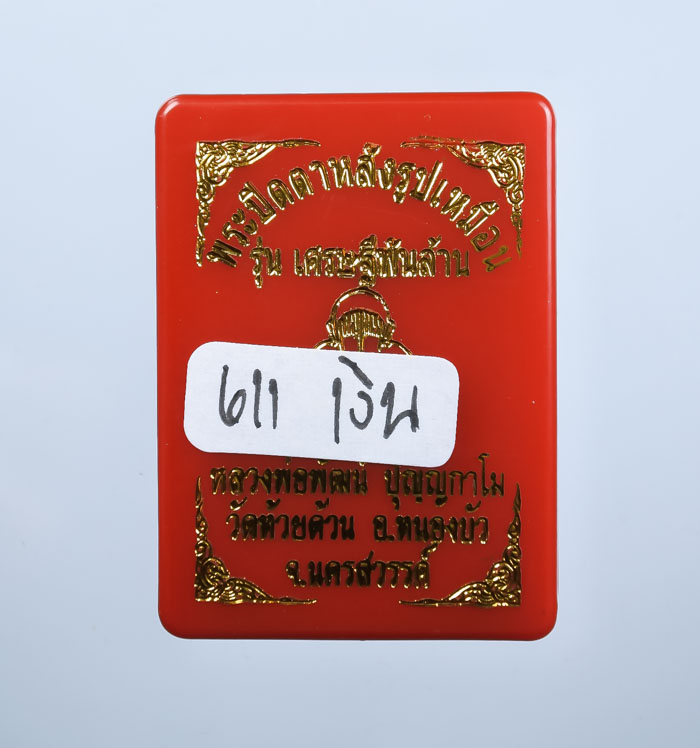 พระปิดตาหลังรูปเหมือน
รุ่น เศรษฐีพันล้าน
611 เงิน
หลวงพ่อพัฒน์ ปุญญกาโม
วัดห้วยด้วน อ.หนองบัว
จ.นครสวรรค์